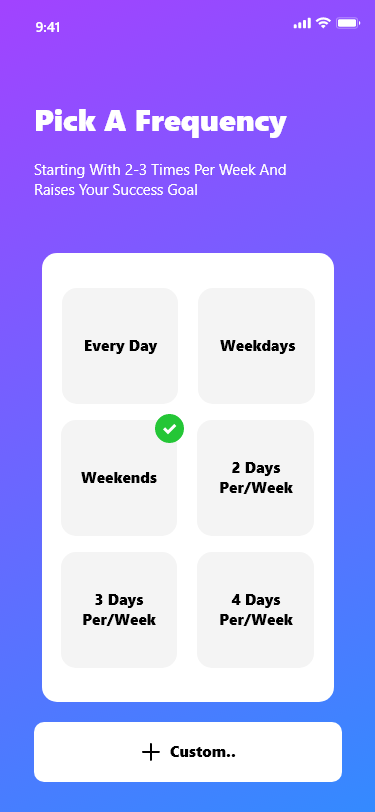 9:41
Pick A Frequency
Starting With 2-3 Times Per Week And
Raises Your Success Goal
Every Day
Weekdays
Weekends
2 Days
Per/Week
3 Days
Per/Week
4 Days
Per/Week
Custom..